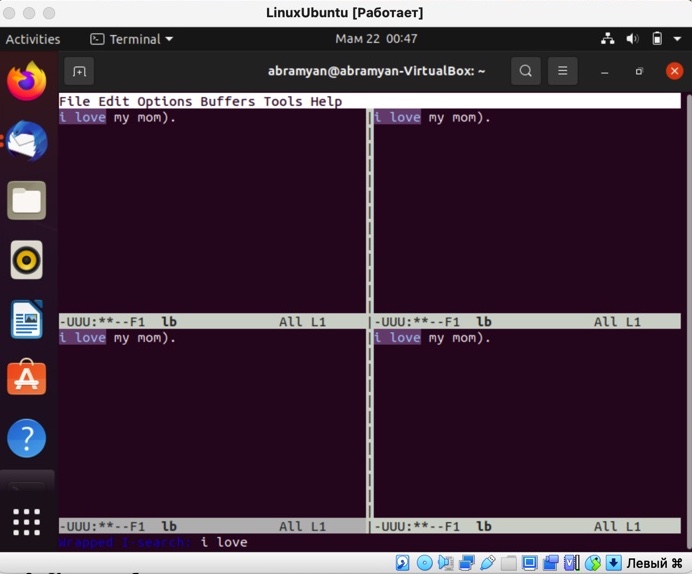 LinuxUbuntu [Работает]
Activities Terminal Мам 22 00:47
abramyan@abramyan-VirtualBox: ~
File Edit Options Buffers Tools Help
i love my mom). |i love my mom).
-UUU:**--F1 lb All L1 |-UUU:**--F1 lb All L1
i love my mom). |i love my mom).
-UUU:**--F1 lb All L1 |-UUU:**--F1 lb All L1
Wrapped I-search: i love
Левый ⌘